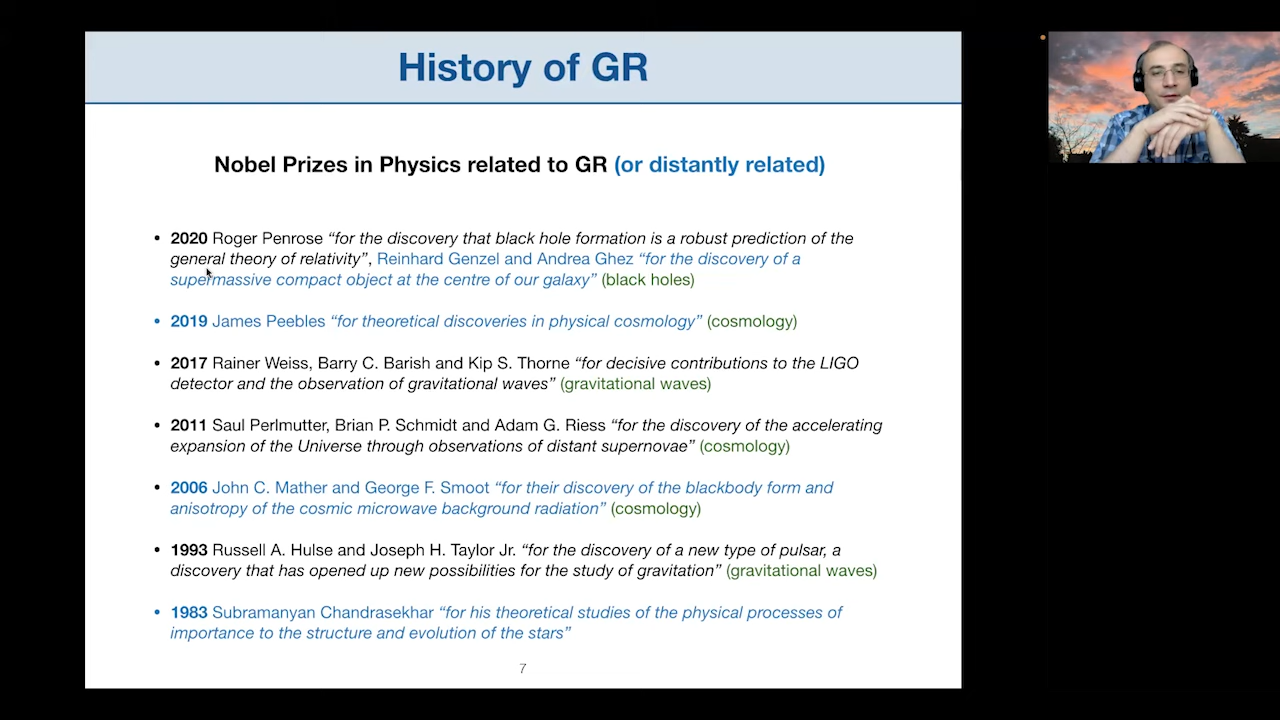 History of GR
Nobel Prizes in Physics related to GR (or distantly related)
• 2020 Roger Penrose “for the discovery that black hole formation is a robust prediction of the
general theory of relativity”, Reinhard Genzel and Andrea Ghez “for the discovery of a
supermassive compact object at the centre of our galaxy” (black holes)
• 2019 James Peebles “for theoretical discoveries in physical cosmology” (cosmology)
• 2017 Rainer Weiss, Barry C. Barish and Kip S. Thorne “for decisive contributions to the LIGO
detector and the observation of gravitational waves” (gravitational waves)
• 2011 Saul Perlmutter, Brian P. Schmidt and Adam G. Riess “for the discovery of the accelerating
expansion of the Universe through observations of distant supernovae” (cosmology)
• 2006 John C. Mather and George F. Smoot “for their discovery of the blackbody form and
anisotropy of the cosmic microwave background radiation” (cosmology)
• 1993 Russell A. Hulse and Joseph H. Taylor Jr. “for the discovery of a new type of pulsar, a
discovery that has opened up new possibilities for the study of gravitation” (gravitational waves)
• 1983 Subramanyan Chandrasekhar “for his theoretical studies of the physical processes of
importance to the structure and evolution of the stars”
7